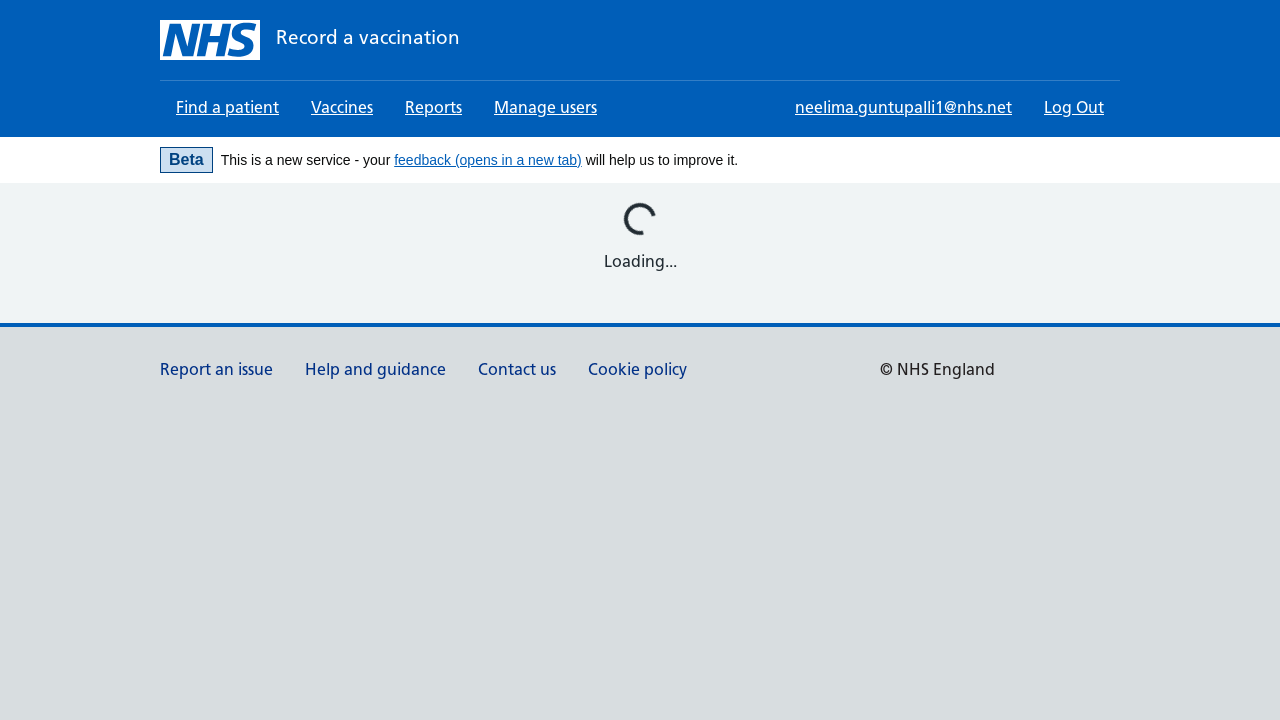 NHS Record a vaccination
Find a patient Vaccines Reports Manage users neelima.guntupalli1@nhs.net Log Out
Beta This is a new service - your feedback (opens in a new tab) will help us to improve it.
Loading...
Report an issue Help and guidance Contact us Cookie policy © NHS England